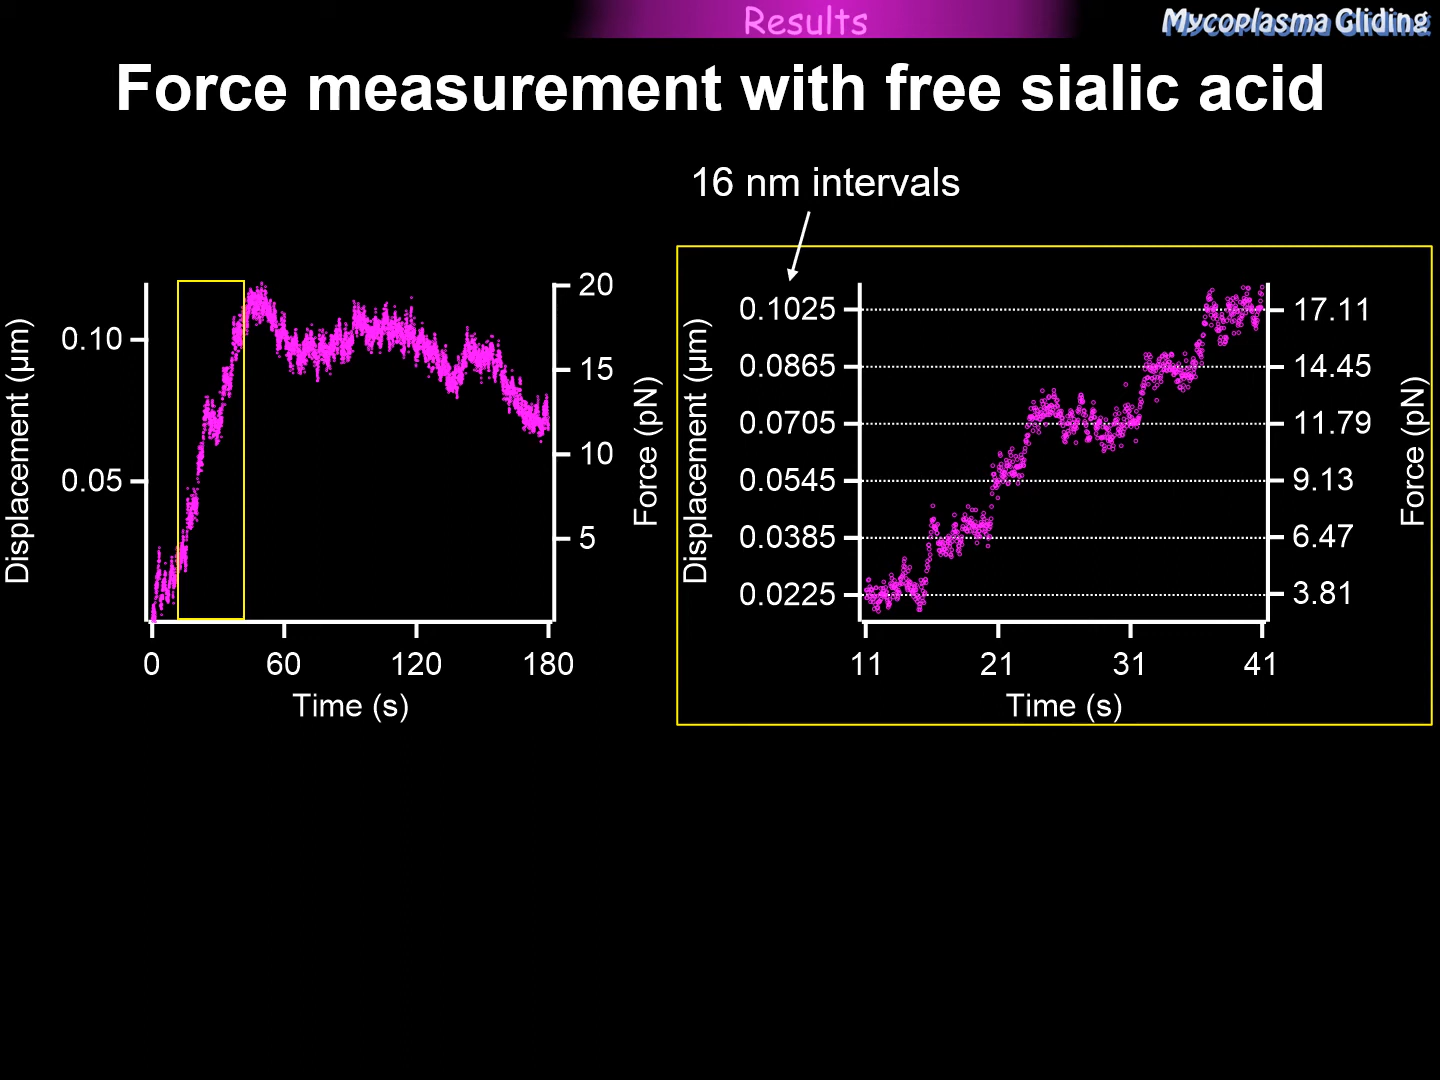 Results
Mycoplasma Gliding
Force measurement with free sialic acid
16 nm intervals
Displacement (µm)
0.10
0.05
20
15
10
5
Force (pN)
0
60
120
180
Time (s)
Displacement (µm)
0.1025
0.0865
0.0705
0.0545
0.0385
0.0225
17.11
14.45
11.79
9.13
6.47
3.81
Force (pN)
11
21
31
41
Time (s)